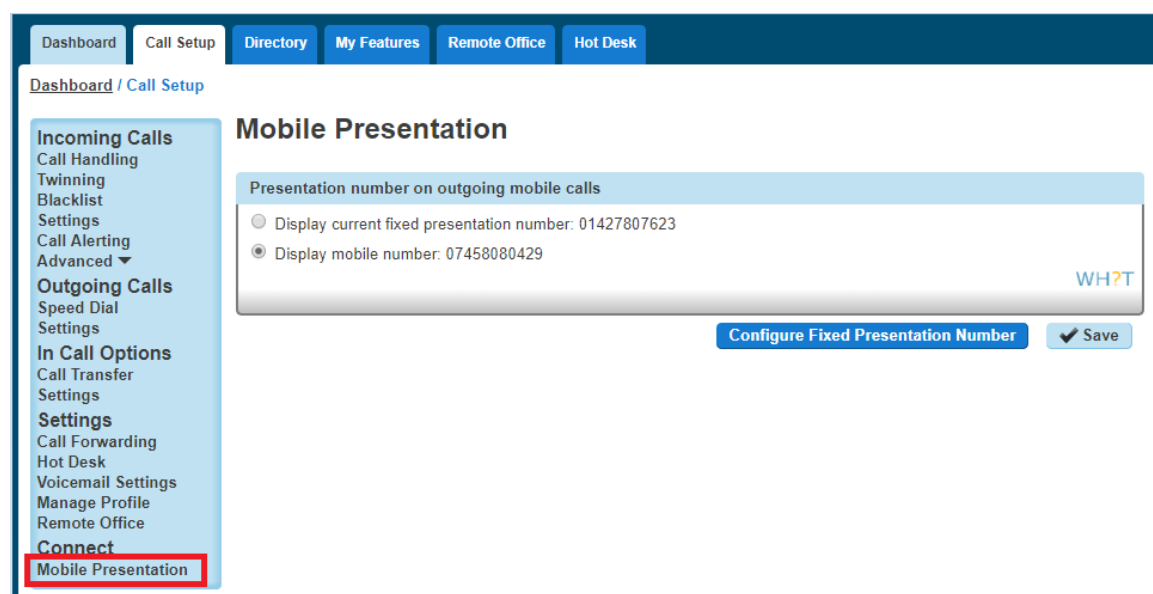 Dashboard Call Setup Directory My Features Remote Office Hot Desk
Dashboard / Call Setup
Incoming Calls
Call Handling
Twinning
Blacklist
Settings
Call Alerting
Advanced
Outgoing Calls
Speed Dial
Settings
In Call Options
Call Transfer
Settings
Settings
Call Forwarding
Hot Desk
Voicemail Settings
Manage Profile
Remote Office
Connect
Mobile Presentation
Mobile Presentation
Presentation number on outgoing mobile calls
Display current fixed presentation number: 01427807623
Display mobile number: 07458080429
WH?T
Configure Fixed Presentation Number Save